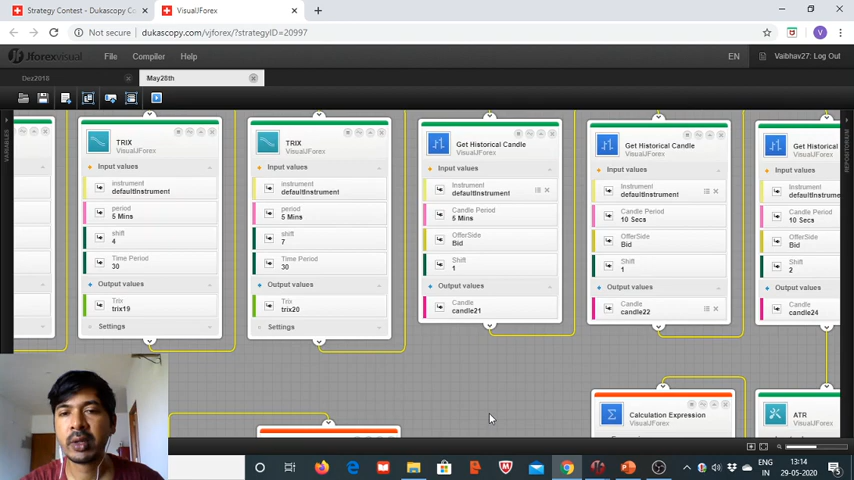 Strategy Contest - Dukascopy Ba
VisualJForex
Not secure
dukascopy.com/vjforex/?strategyID=20997
V
Jforexvisual
File
Compiler
Help
EN
Vaibhav27: Log Out
Dez2018
May28th
VARIABLES
REPOSITORIUM
TRIX
VisualJForex
Input values
instrument
defaultInstrument
period
5 Mins
shift
4
Time Period
30
Output values
Trix
trix19
Settings
TRIX
VisualJForex
Input values
instrument
defaultInstrument
period
5 Mins
shift
7
Time Period
30
Output values
Trix
trix20
Settings
Get Historical Candle
VisualJForex
Input values
Instrument
defaultInstrument
Candle Period
5 Mins
OfferSide
Bid
Shift
1
Output values
Candle
candle21
Get Historical Candle
VisualJForex
Input values
Instrument
defaultInstrument
Candle Period
10 Secs
OfferSide
Bid
Shift
1
Output values
Candle
candle22
Get Historical
VisualJForex
Input values
Instrument
defaultInstrument
Candle Period
10 Secs
OfferSide
Bid
Shift
2
Output values
Candle
candle24
Calculation Expression
VisualJForex
ATR
VisualJForex
ENG
IN
13:14
29-05-2020